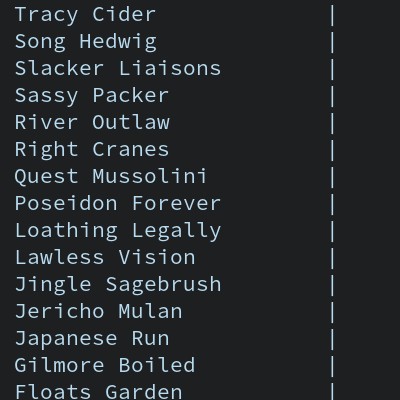 Tracy Cider |
Song Hedwig |
Slacker Liaisons |
Sassy Packer |
River Outlaw |
Right Cranes |
Quest Mussolini |
Poseidon Forever |
Loathing Legally |
Lawless Vision |
Jingle Sagebrush |
Jericho Mulan |
Japanese Run |
Gilmore Boiled |
Floats Garden |